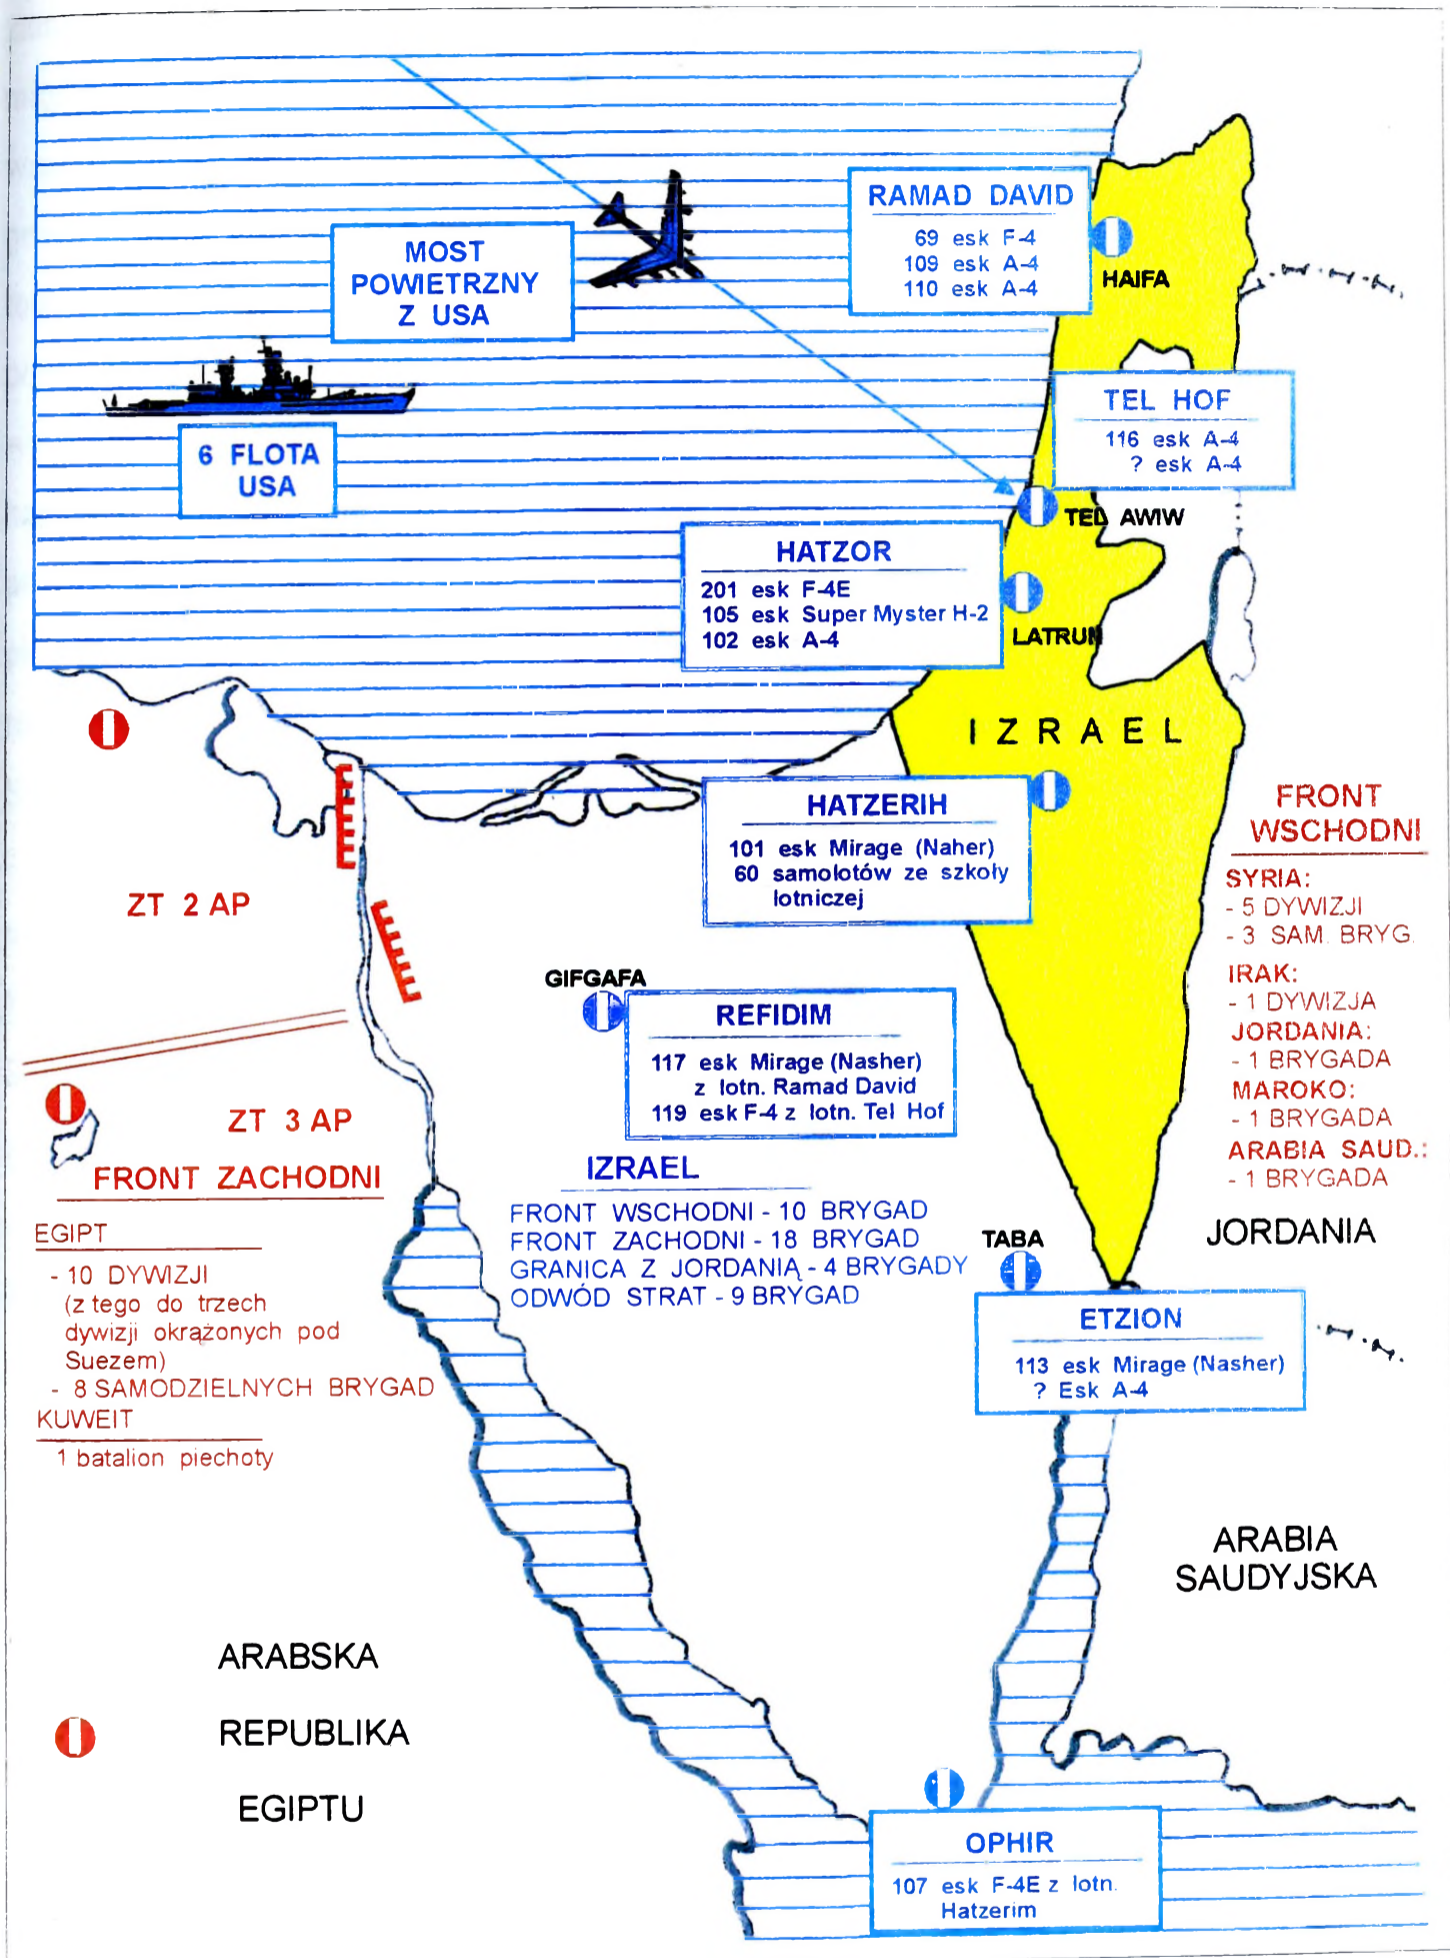 RAMAD DAVID
69 esk F-4
109 esk A-4
110 esk A-4
HAIFA
MOST
POWIETRZNY
Z USA
6 FLOTA
USA
TEL HOF
116 esk A-4
? esk A-4
TEL AWIW
HATZOR
201 esk F-4E
105 esk Super Myster H-2
102 esk A-4
LATRUN
IZRAEL
HATZERIH
101 esk Mirage (Naher)
60 samolotów ze szkoły
lotniczej
FRONT
WSCHODNI
SYRIA:
- 5 DYWIZJI
- 3 SAM. BRYG.
IRAK:
- 1 DYWIZJA
JORDANIA:
- 1 BRYGADA
MAROKO:
- 1 BRYGADA
ARABIA SAUD.:
- 1 BRYGADA
ZT 2 AP
GIFGAFA
REFIDIM
117 esk Mirage (Nasher)
z lotn. Ramad David
119 esk F-4 z lotn. Tel Hof
ZT 3 AP
FRONT ZACHODNI
EGIPT
- 10 DYWIZJI
(z tego do trzech
dywizji okrążonych pod
Suezem)
- 8 SAMODZIELNYCH BRYGAD
KUWEIT
1 batalion piechoty
IZRAEL
FRONT WSCHODNI - 10 BRYGAD
FRONT ZACHODNI - 18 BRYGAD
GRANICA Z JORDANIĄ - 4 BRYGADY
ODWÓD STRAT - 9 BRYGAD
TABA
JORDANIA
ETZION
113 esk Mirage (Nasher)
? Esk A-4
ARABIA
SAUDYJSKA
ARABSKA
REPUBLIKA
EGIPTU
OPHIR
107 esk F-4E z lotn.
Hatzerim